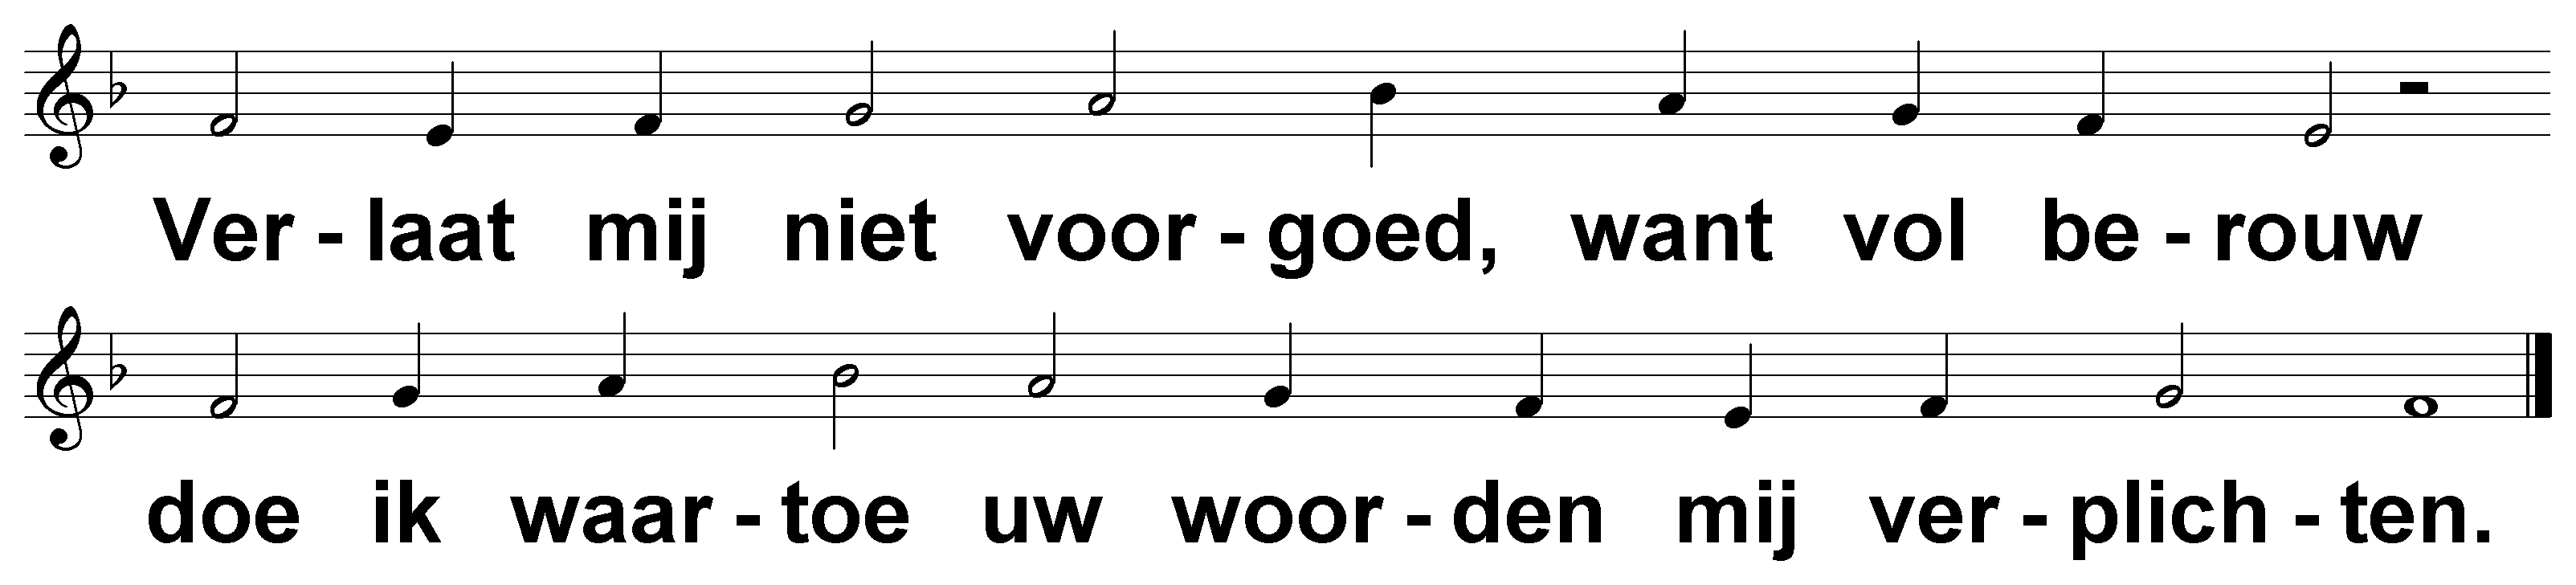 Ver - laat mij niet voor - goed, want vol be - rouw
doe ik waar - toe uw woor - den mij ver - plich - ten.